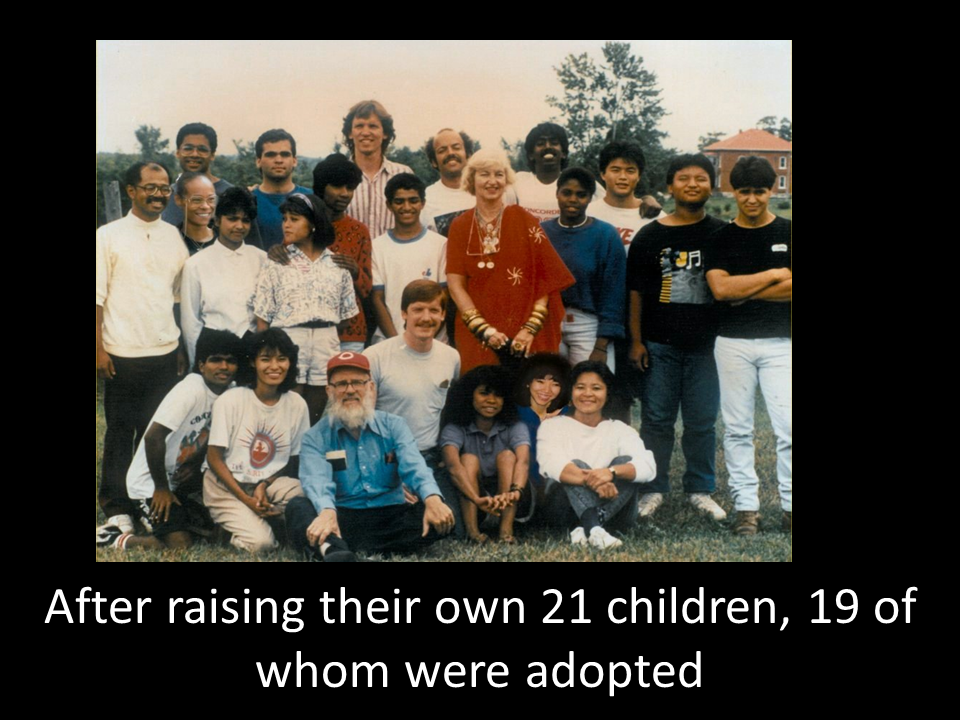 After raising their own 21 children, 19 of
whom were adopted